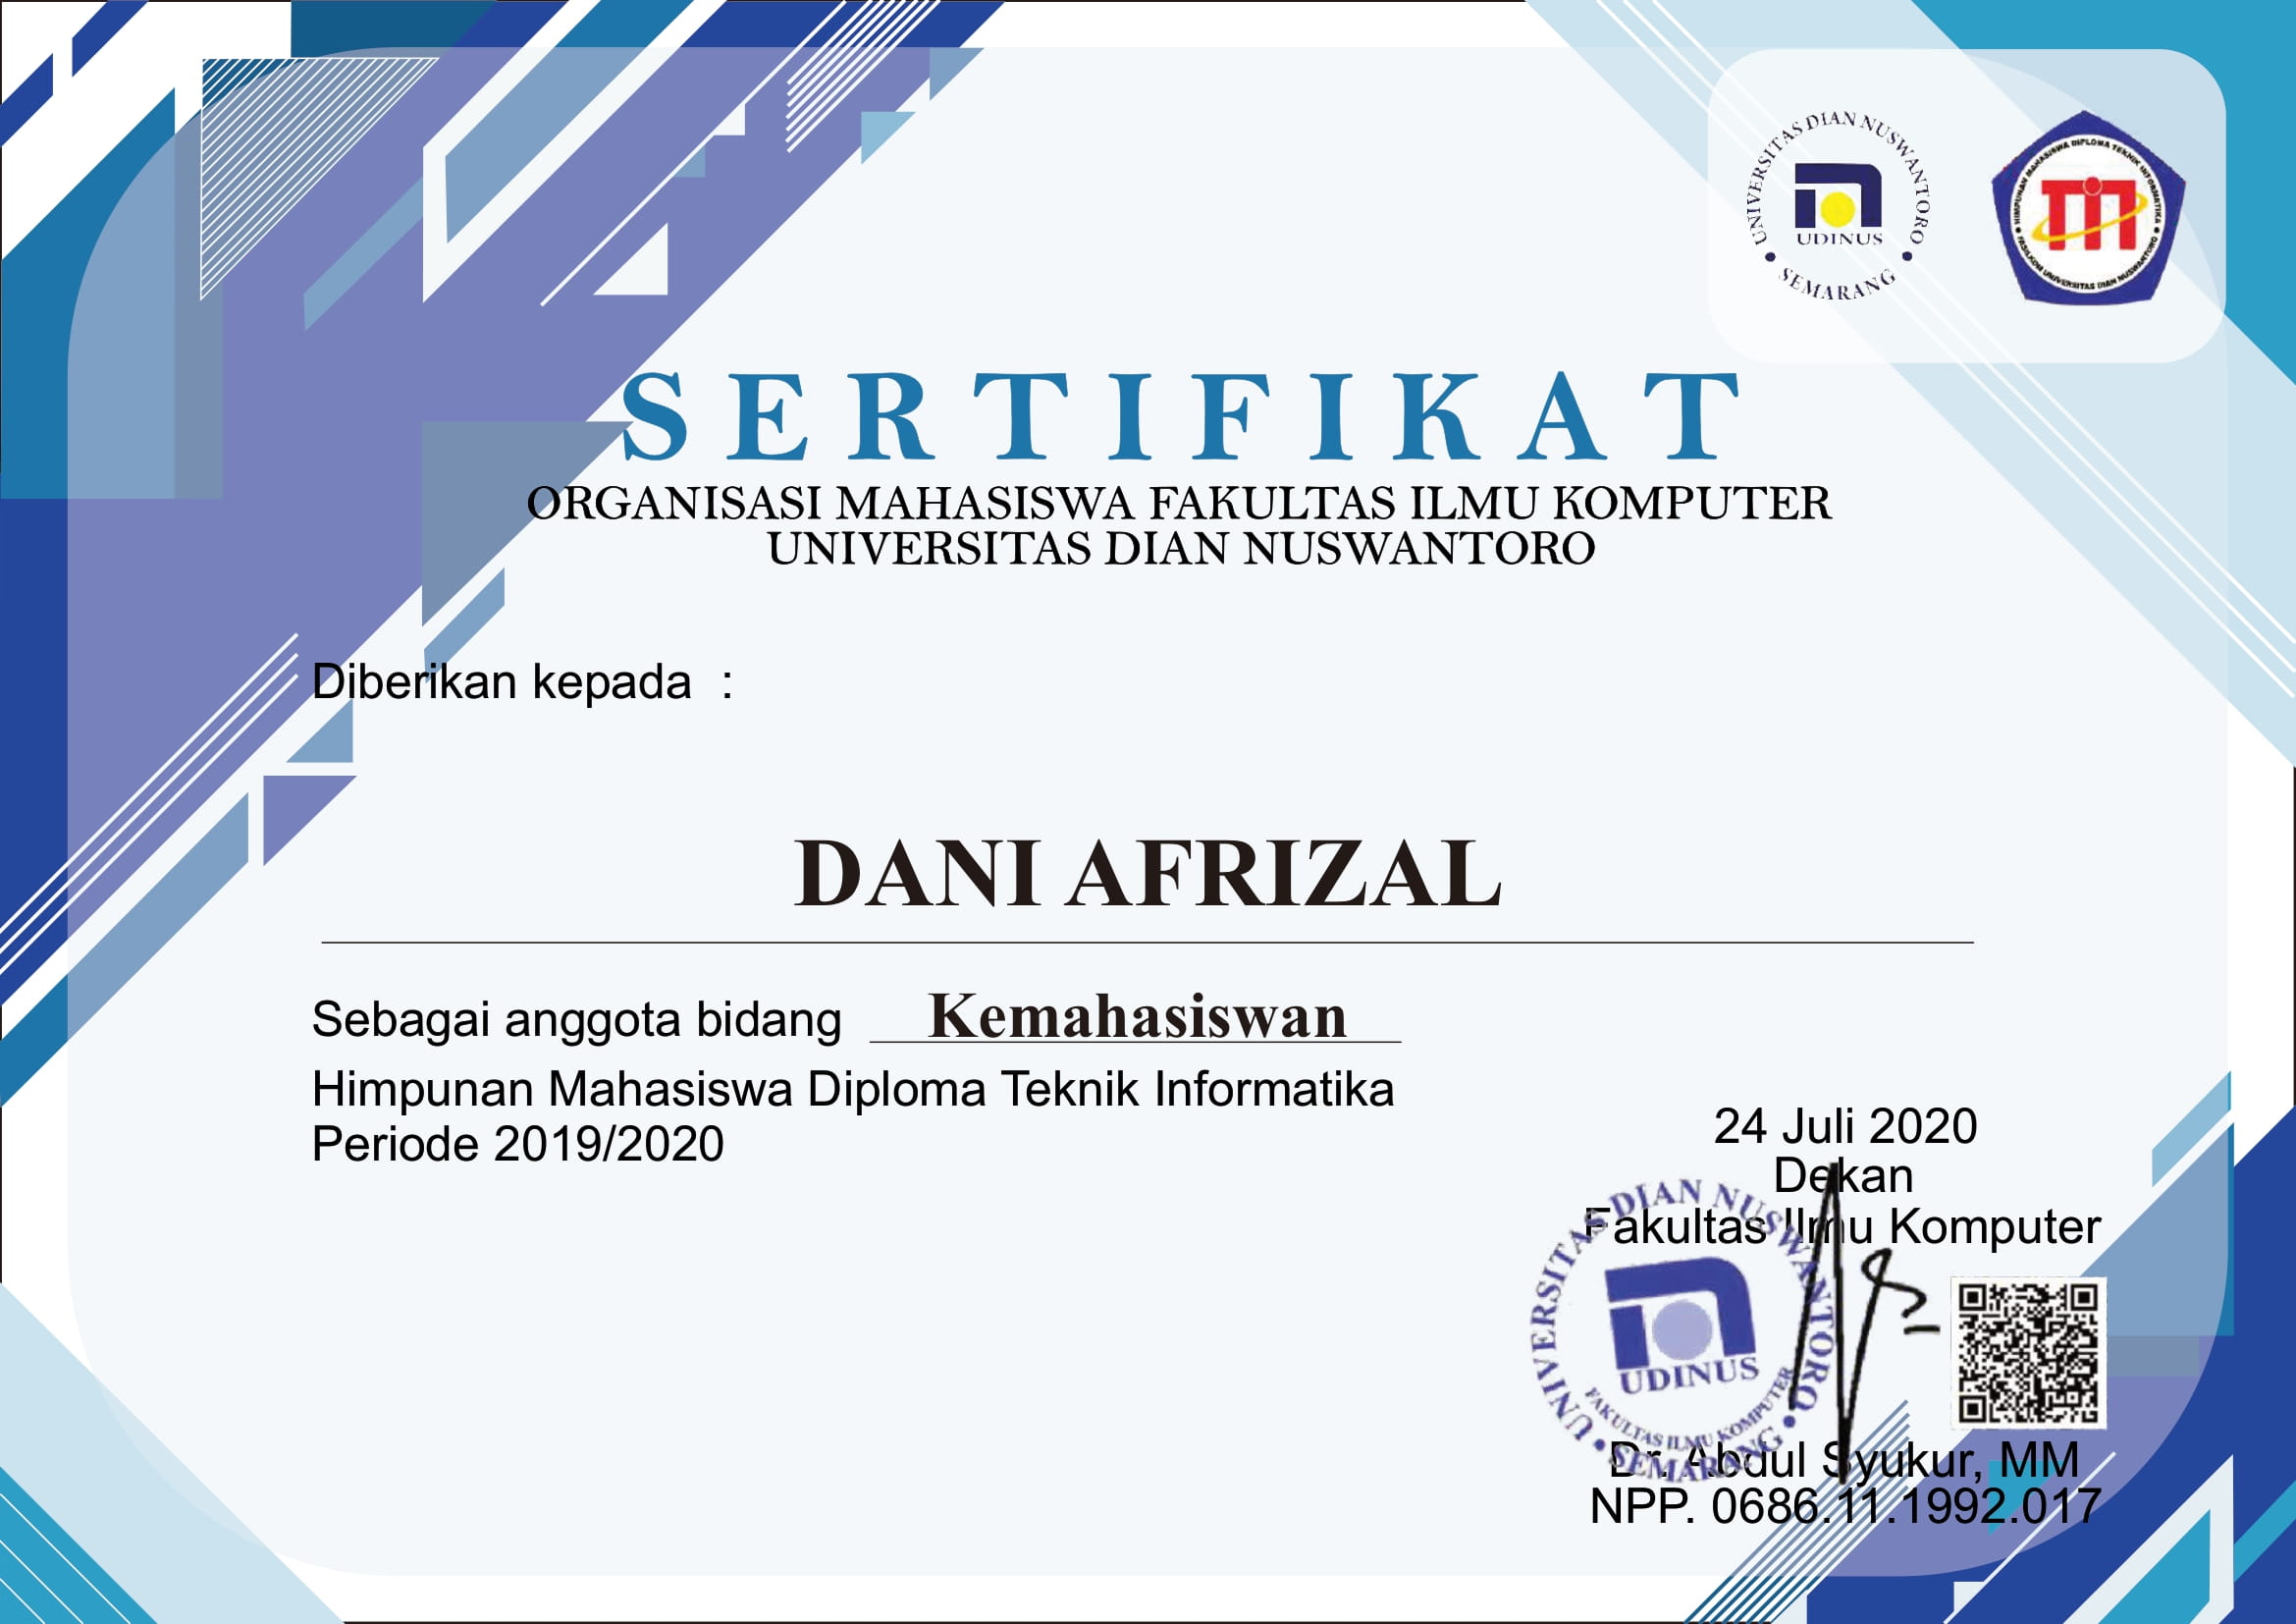 UNIVERSITAS DIAN NUSWANTORO
UDINUS
SEMARANG
HIMPUNAN MAHASISWA DIPLOMA TEKNIK INFORMATIKA
FASILKOM UNIVERSITAS DIAN NUSWANTORO
SERTIFIKAT
ORGANISASI MAHASISWA FAKULTAS ILMU KOMPUTER
UNIVERSITAS DIAN NUSWANTORO
Diberikan kepada :
DANI AFRIZAL
Sebagai anggota bidang Kemahasiswan
Himpunan Mahasiswa Diploma Teknik Informatika
Periode 2019/2020
24 Juli 2020
Dekan
Fakultas Ilmu Komputer
UNIVERSITAS DIAN NUSWANTORO
UDINUS
FAKULTAS ILMU KOMPUTER
SEMARANG
Dr. Abdul Syukur, MM
NPP. 0686.11.1992.017